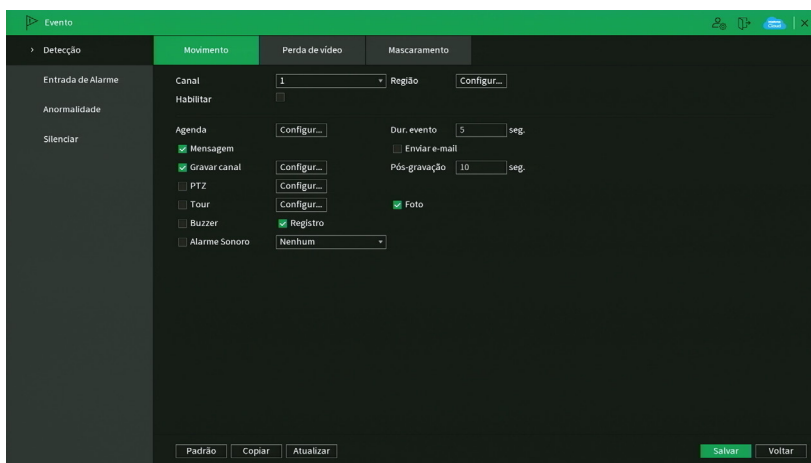 Evento
Cloud
Detecção
Entrada de Alarme
Anormalidade
Silenciar
Movimento Perda de vídeo Mascaramento
Canal 1 Região Configur...
Habilitar
Agenda Configur... Dur. evento 5 seg.
Mensagem Enviar e-mail
Gravar canal Configur... Pós-gravação 10 seg.
PTZ Configur...
Tour Configur... Foto
Buzzer Registro
Alarme Sonoro Nenhum
Padrão Copiar Atualizar Salvar Voltar